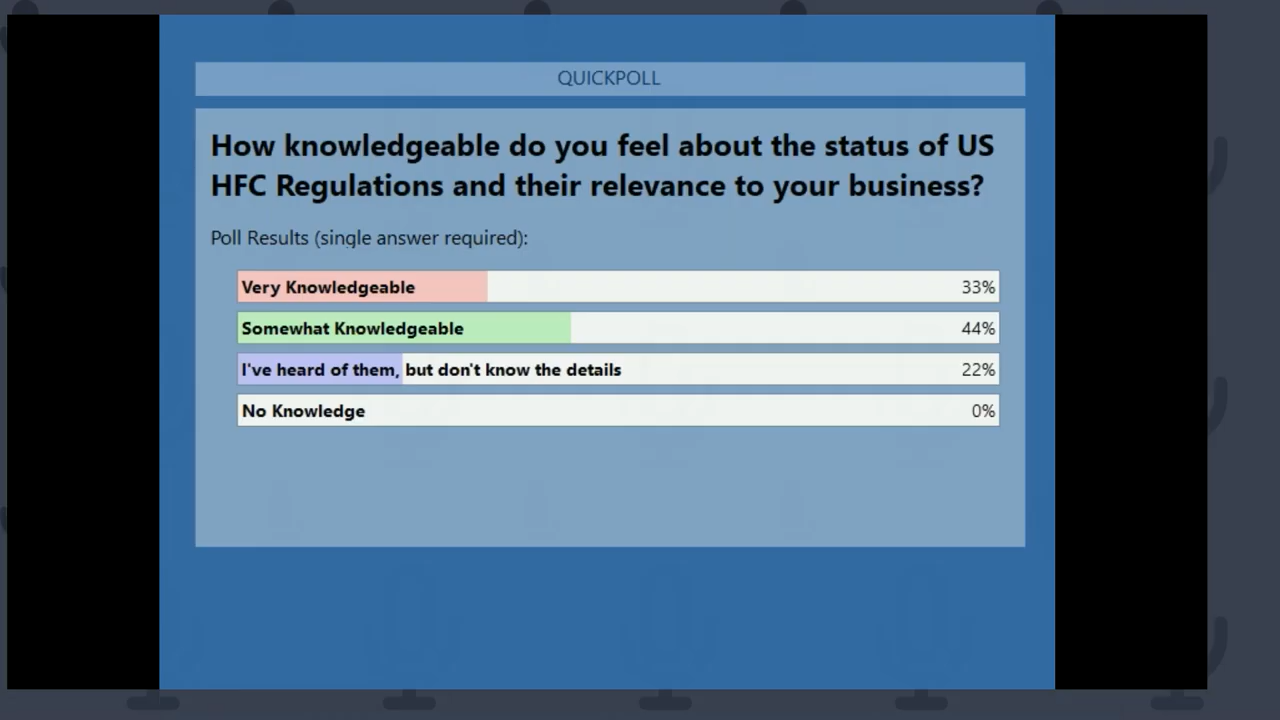 QUICKPOLL
How knowledgeable do you feel about the status of US
HFC Regulations and their relevance to your business?
Poll Results (single answer required):
Very Knowledgeable 33%
Somewhat Knowledgeable 44%
I've heard of them, but don't know the details 22%
No Knowledge 0%